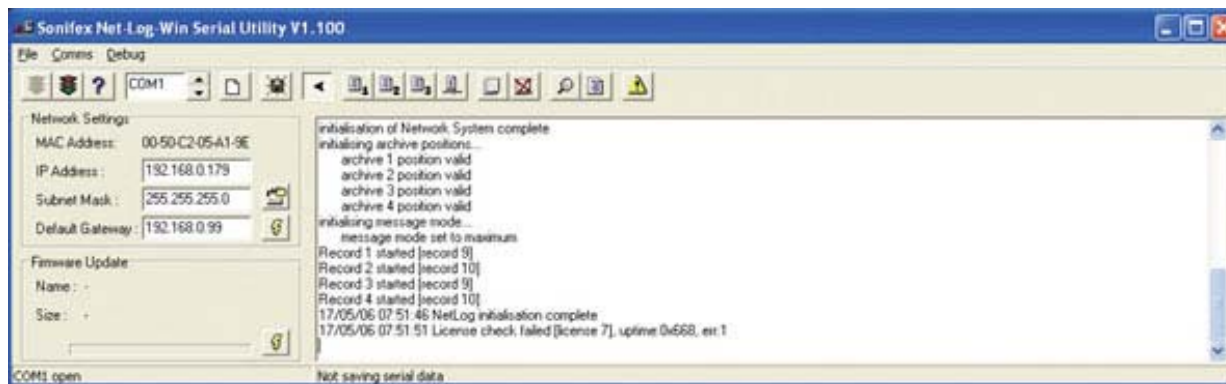 Sonifex Net-Log-Win Serial Utility V1.100
File Comms Debug
COM1
Network Settings
MAC Address: 00-50-C2-05-A1-9E
IP Address : 192.168.0.179
Subnet Mask : 255.255.255.0
Default Gateway : 192.168.0.99
Firmware Update
Name : -
Size : -
initialisation of Network System complete
initialising archive positions...
archive 1 position valid
archive 2 position valid
archive 3 position valid
archive 4 position valid
initialising message mode...
message mode set to maximum
Record 1 started [record 9]
Record 2 started [record 10]
Record 3 started [record 9]
Record 4 started [record 10]
17/05/06 07:51:46 NetLog initialisation complete
17/05/06 07:51:51 License check failed [license 7], uptime:0x668, err:1
COM1 open
Not saving serial data